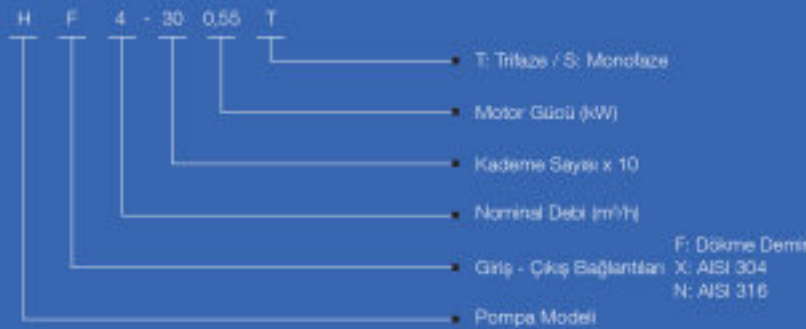 H F 4 - 30 0,55 T
T: Trifaze / S: Monofaze
Motor Gücü (kW)
Kademe Sayısı x 10
Nominal Debi (m³/h)
Giriş - Çıkış Bağlantıları
F: Dökme Demir
X: AISI 304
N: AISI 316
Pompa Modeli